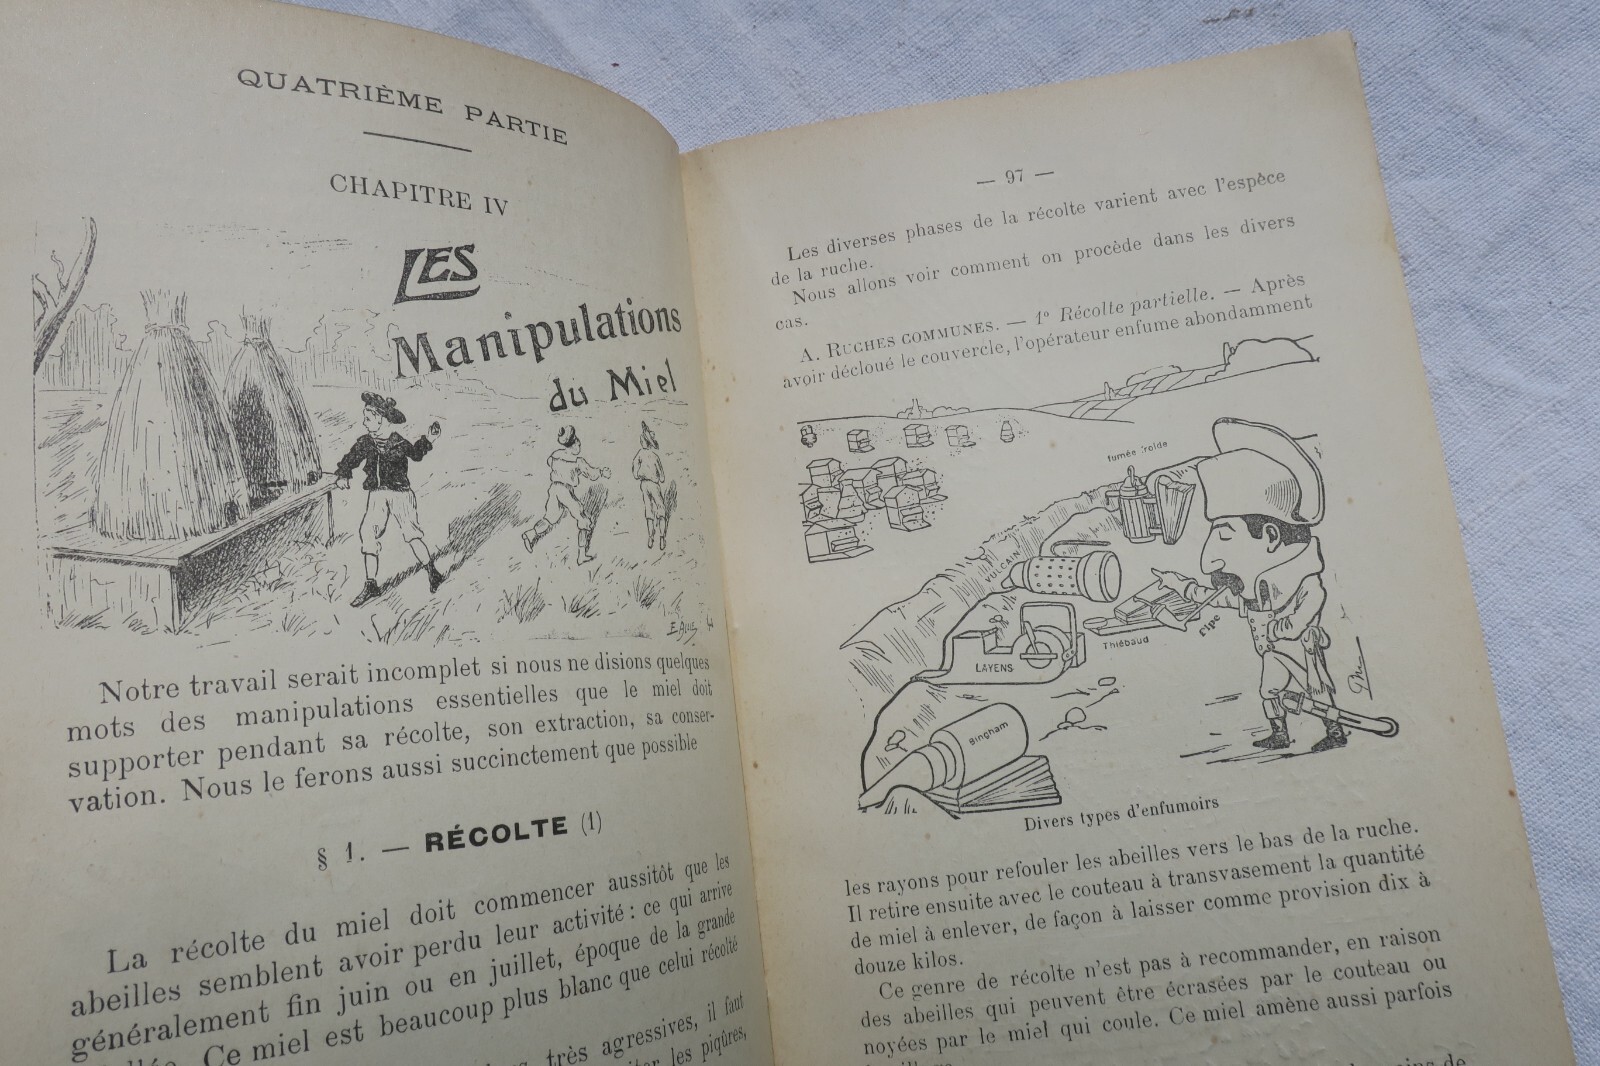 QUATRIÈME PARTIE
CHAPITRE IV
LES
Manipulations
du Miel
Notre travail serait incomplet si nous ne disions quelques
mots des manipulations essentielles que le miel doit
supporter pendant sa récolte, son extraction, sa conser-
vation. Nous le ferons aussi succinctement que possible
§ 1. — RÉCOLTE (1)
La récolte du miel doit commencer aussitôt que les
abeilles semblent avoir perdu leur activité : ce qui arrive
généralement fin juin ou en juillet, époque de la grande
Ce miel est beaucoup plus blanc que celui récolté
très agressives, il faut
les piqûres,
— 97 —
Les diverses phases de la récolte varient avec l'espèce
de la ruche.
Nous allons voir comment on procède dans les divers
cas.
A. RUCHES COMMUNES. — 1º Récolte partielle. — Après
avoir décloué le couvercle, l'opérateur enfume abondamment
fumée froide
VULCAIN
Thiébaud
Pipe
LAYENS
Bingham
Divers types d'enfumoirs
les rayons pour refouler les abeilles vers le bas de la ruche.
Il retire ensuite avec le couteau à transvasement la quantité
de miel à enlever, de façon à laisser comme provision dix à
douze kilos.
Ce genre de récolte n'est pas à recommander, en raison
des abeilles qui peuvent être écrasées par le couteau ou
noyées par le miel qui coule. Ce miel amène aussi parfois